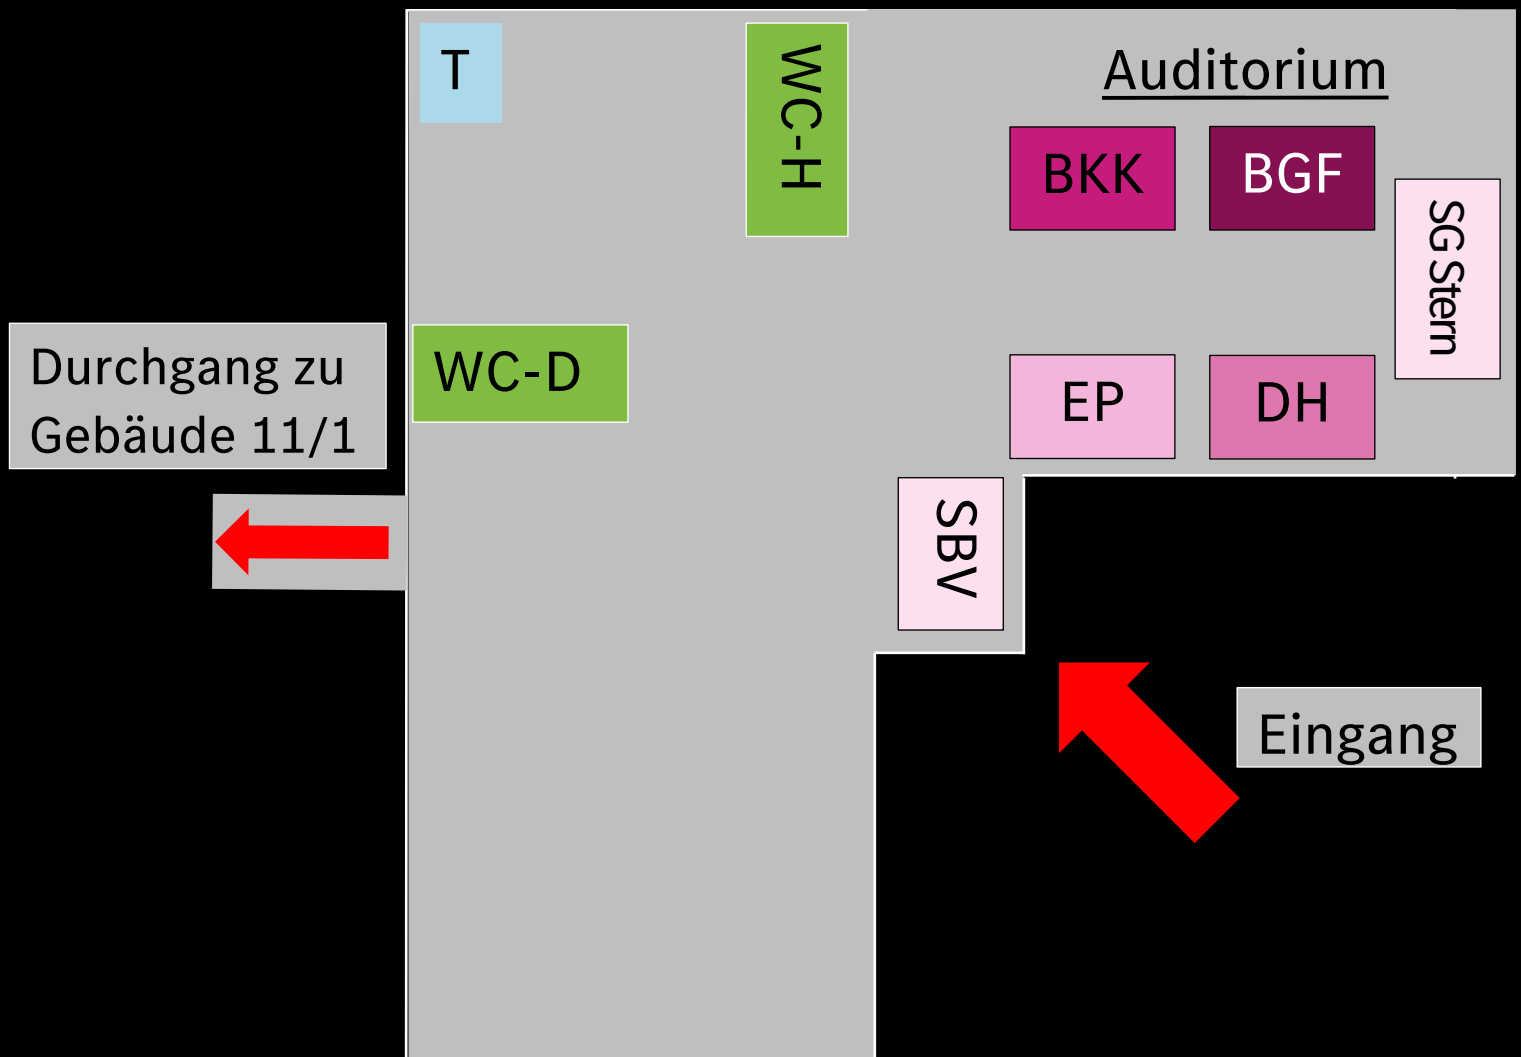 T
WC-H
Auditorium
BKK
BGF
SG Stern
Durchgang zu
Gebäude 11/1
WC-D
EP
DH
SBV
Eingang